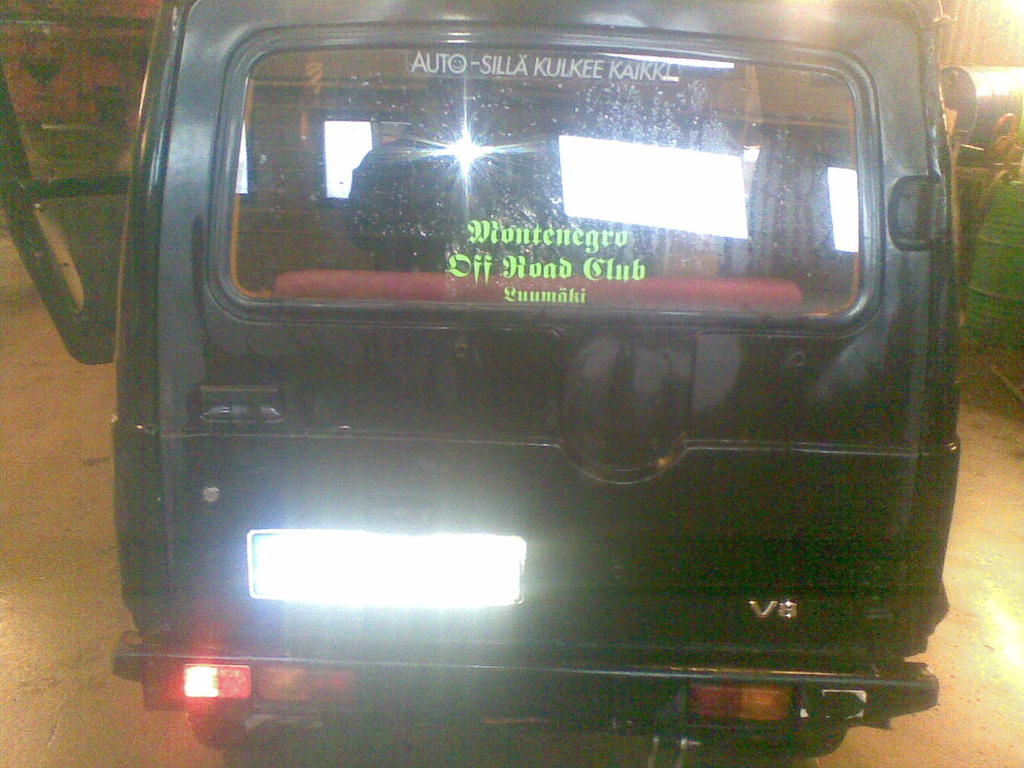 AUTO-SILLÄ KULKEE KAIKKI
Montenegro
Off Road Club
Luumäki
V8